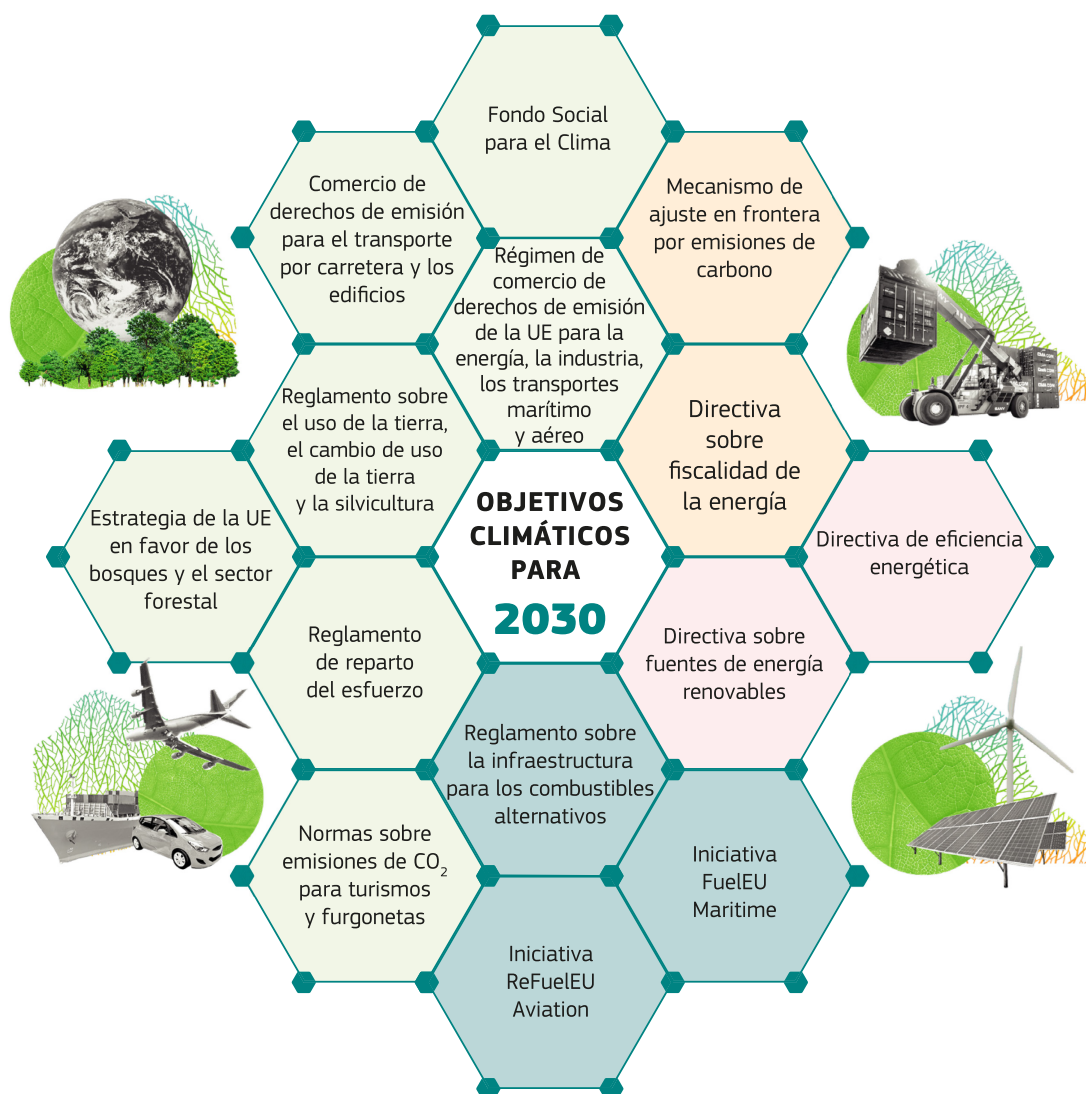 Fondo Social
para el Clima
Comercio de
derechos de emisión
para el transporte
por carretera y los
edificios
Mecanismo de
ajuste en frontera
por emisiones de
carbono
Régimen de
comercio de
derechos de emisión
de la UE para la
energía, la industria,
los transportes
marítimo
y aéreo
Reglamento sobre
el uso de la tierra,
el cambio de uso
de la tierra
y la silvicultura
Directiva
sobre
fiscalidad de
la energía
Estrategia de la UE
en favor de los
bosques y el sector
forestal
OBJETIVOS
CLIMÁTICOS
PARA
2030
Directiva de eficiencia
energética
Reglamento
de reparto
del esfuerzo
Directiva sobre
fuentes de energía
renovables
Reglamento sobre
la infraestructura
para los combustibles
alternativos
Normas sobre
emisiones de CO₂
para turismos
y furgonetas
Iniciativa
FuelEU
Maritime
Iniciativa
ReFuelEU
Aviation